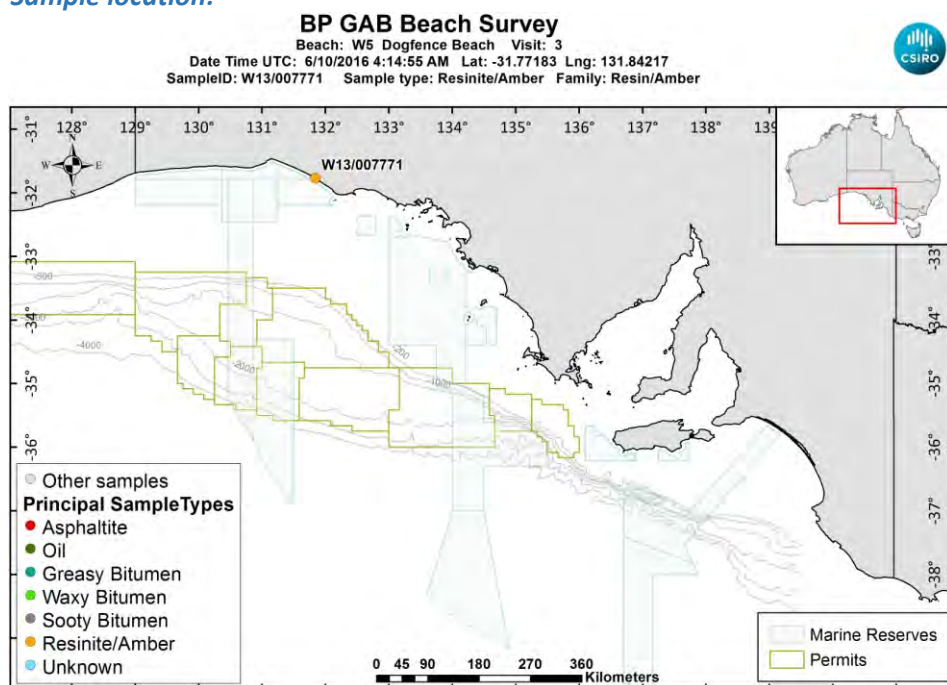 Sample location:
BP GAB Beach Survey
Beach: W5 Dogfence Beach Visit: 3
Date Time UTC: 6/10/2016 4:14:55 AM Lat: -31.77183 Lng: 131.84217
SampleID: W13/007771 Sample type: Resinite/Amber Family: Resin/Amber
CSIRO
128° 129° 130° 131° 132° 133° 134° 135° 136° 137° 138° 139
-31°
-32°
-33°
-34°
-35°
-36°
-37°
-38°
-33°
-34°
-35°
-36°
-37°
-38°
N
W E
S
W13/007771
-4000
-2000
-200
-1000
Other samples
Principal SampleTypes
Asphaltite
Oil
Greasy Bitumen
Waxy Bitumen
Sooty Bitumen
Resinite/Amber
Unknown
0 45 90 180 270 360
Kilometers
Marine Reserves
Permits